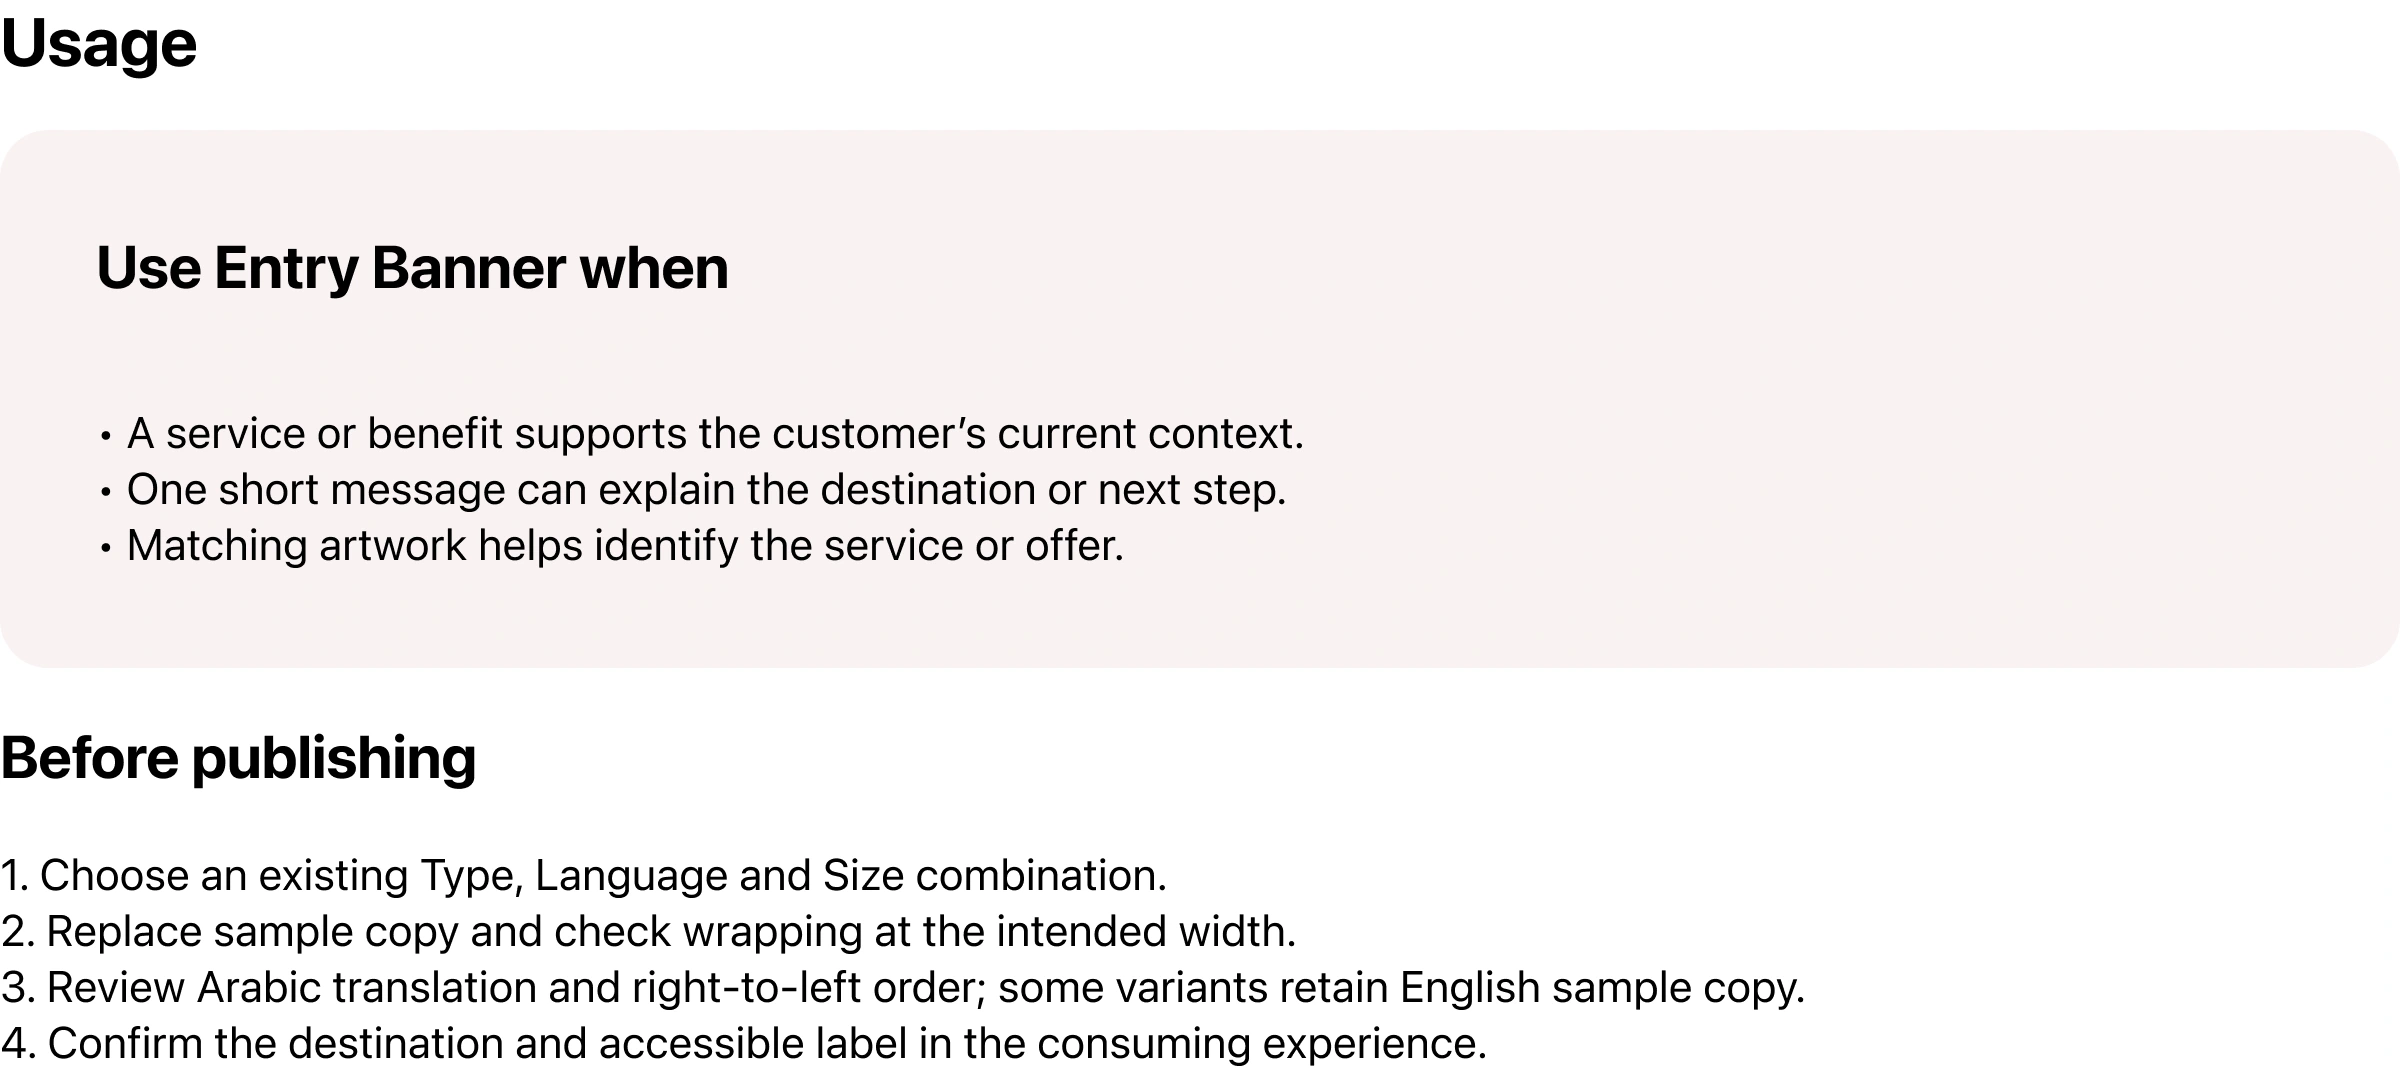 Usage
Use Entry Banner when
• A service or benefit supports the customer’s current context.
• One short message can explain the destination or next step.
• Matching artwork helps identify the service or offer.
Before publishing
1. Choose an existing Type, Language and Size combination.
2. Replace sample copy and check wrapping at the intended width.
3. Review Arabic translation and right-to-left order; some variants retain English sample copy.
4. Confirm the destination and accessible label in the consuming experience.